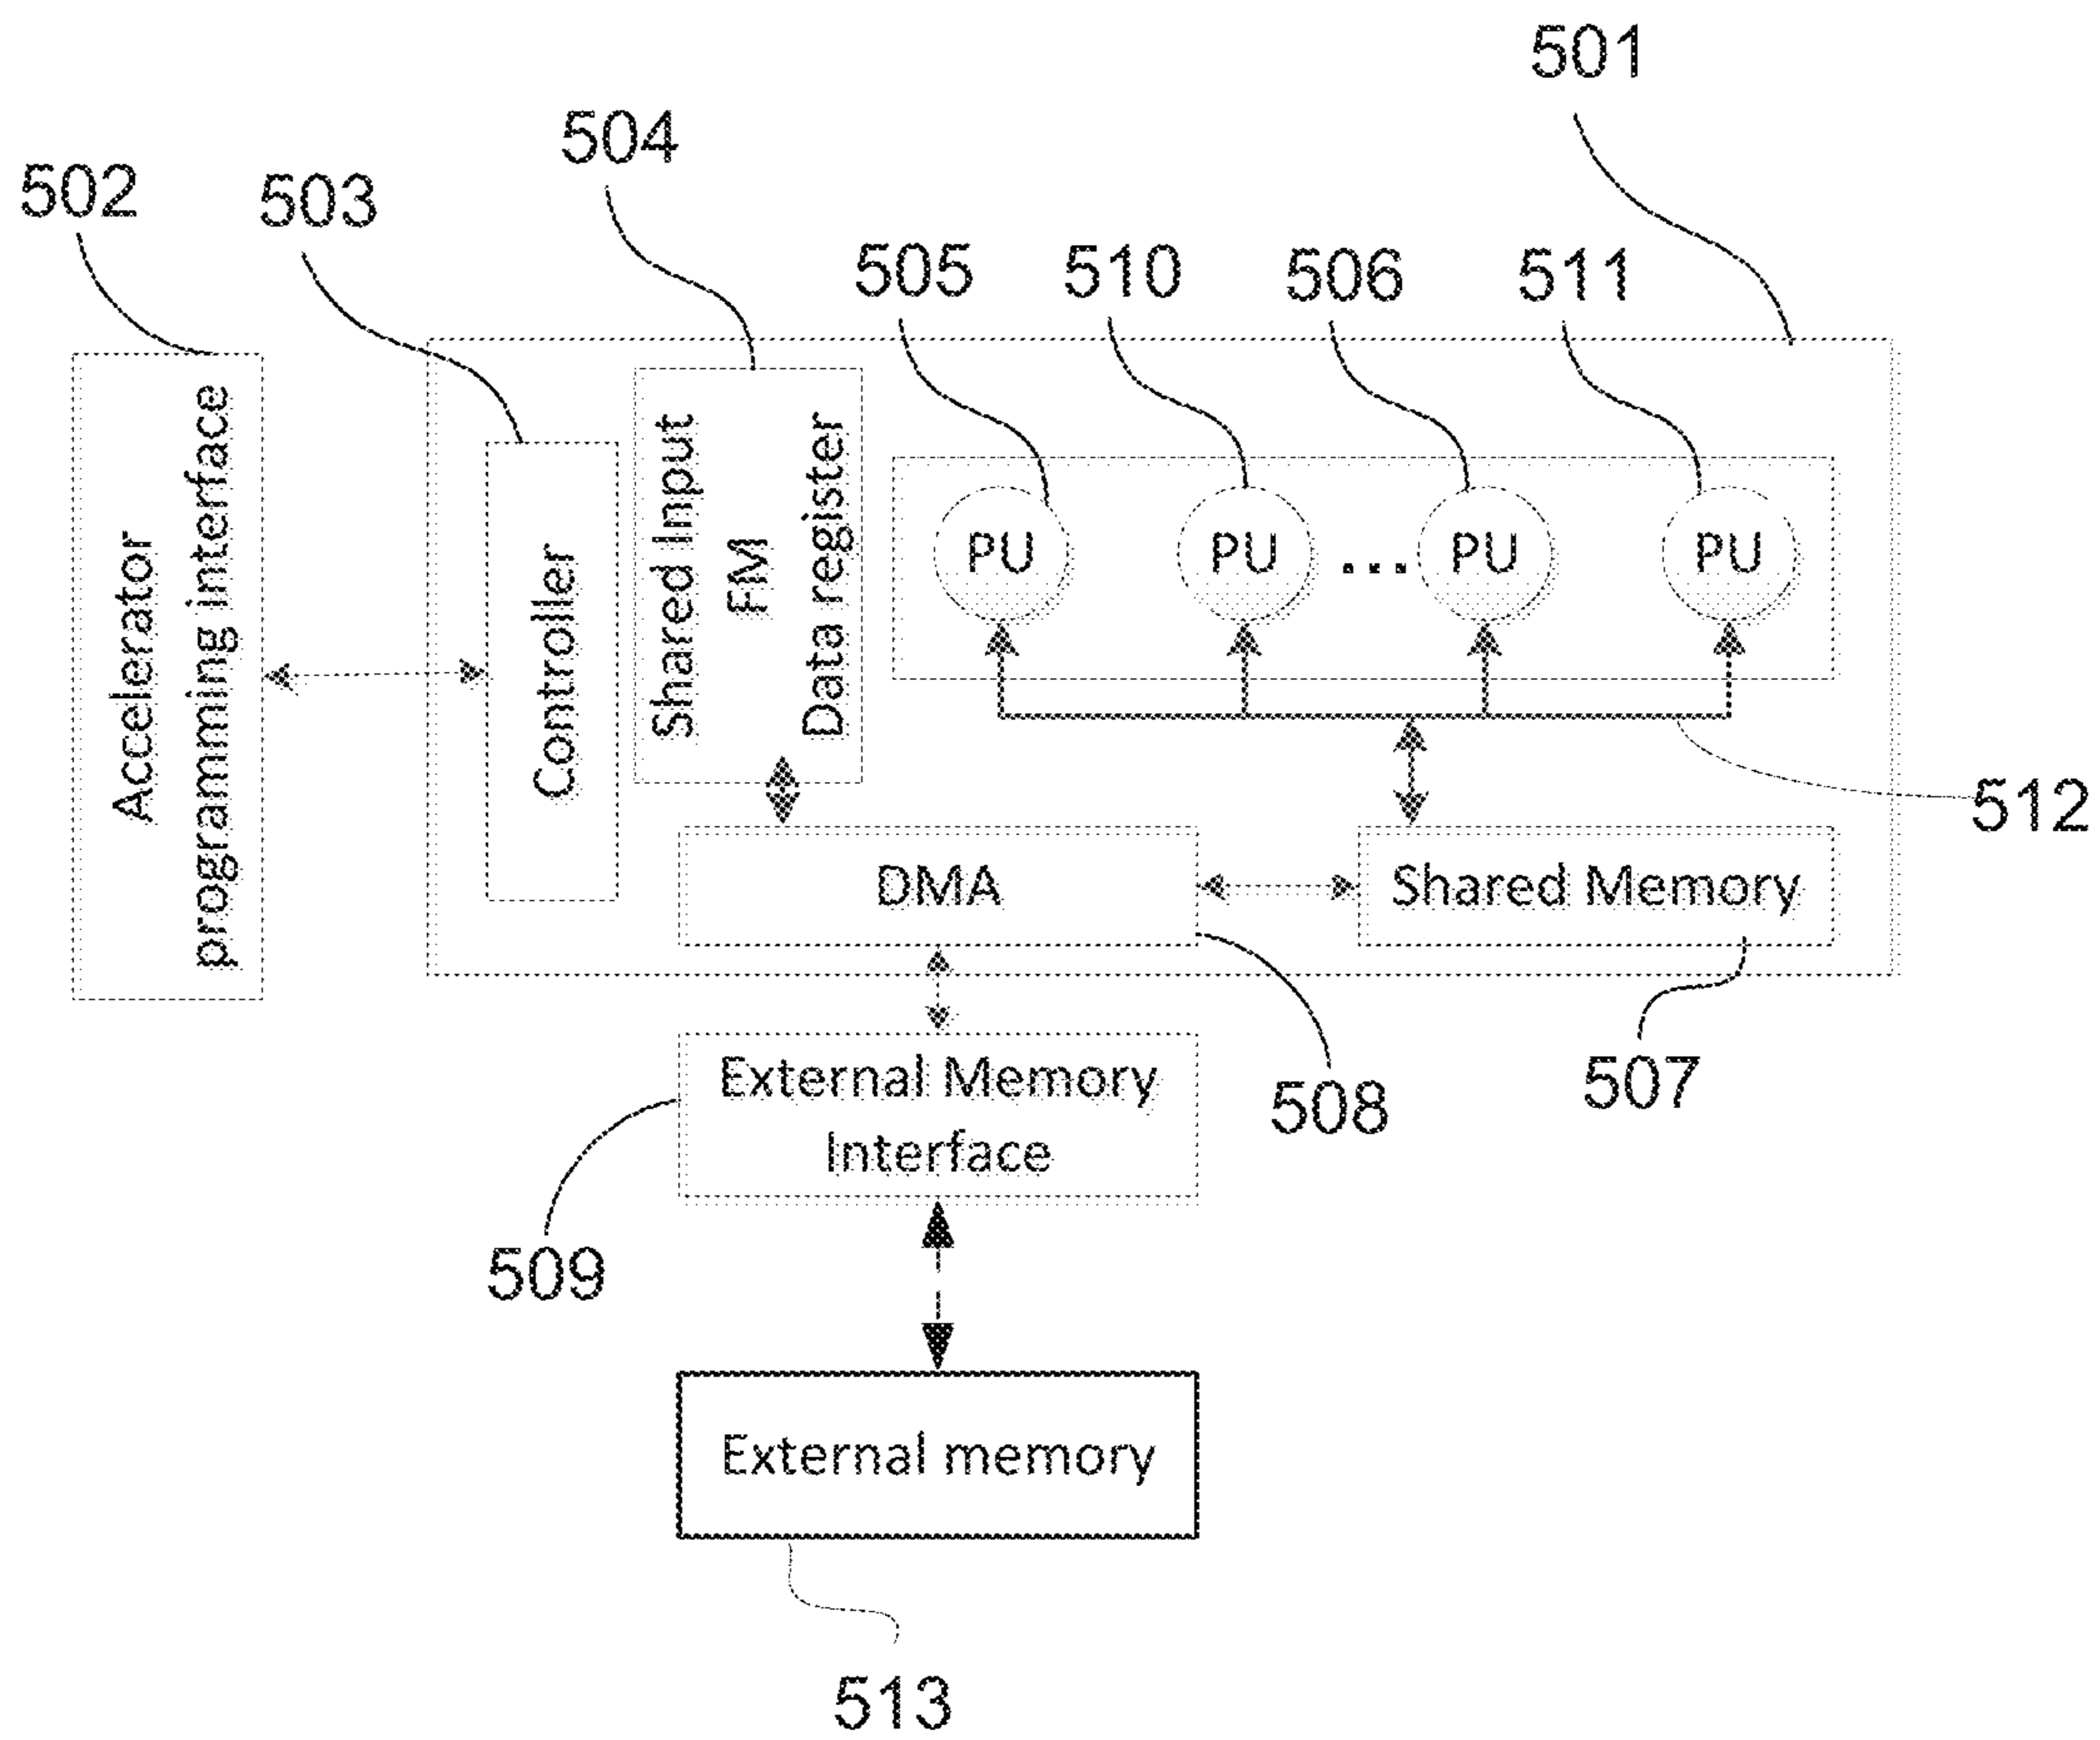 501
504
502
503
505
510
506
511
Accelerator
programming interface
Controller
Shared Input
FM
Data register
PU
PU
...
PU
PU
512
DMA
Shared Memory
External Memory
Interface
508
507
509
External memory
513